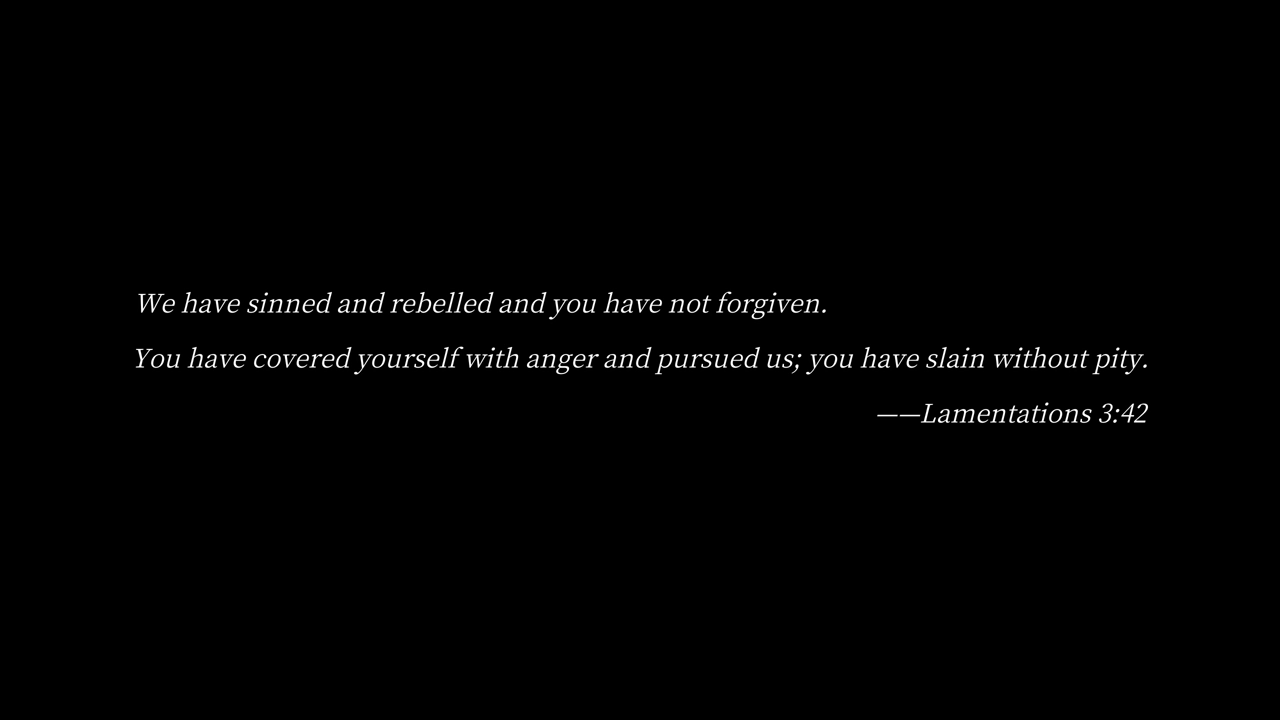 We have sinned and rebelled and you have not forgiven.
You have covered yourself with anger and pursued us; you have slain without pity.
——Lamentations 3:42